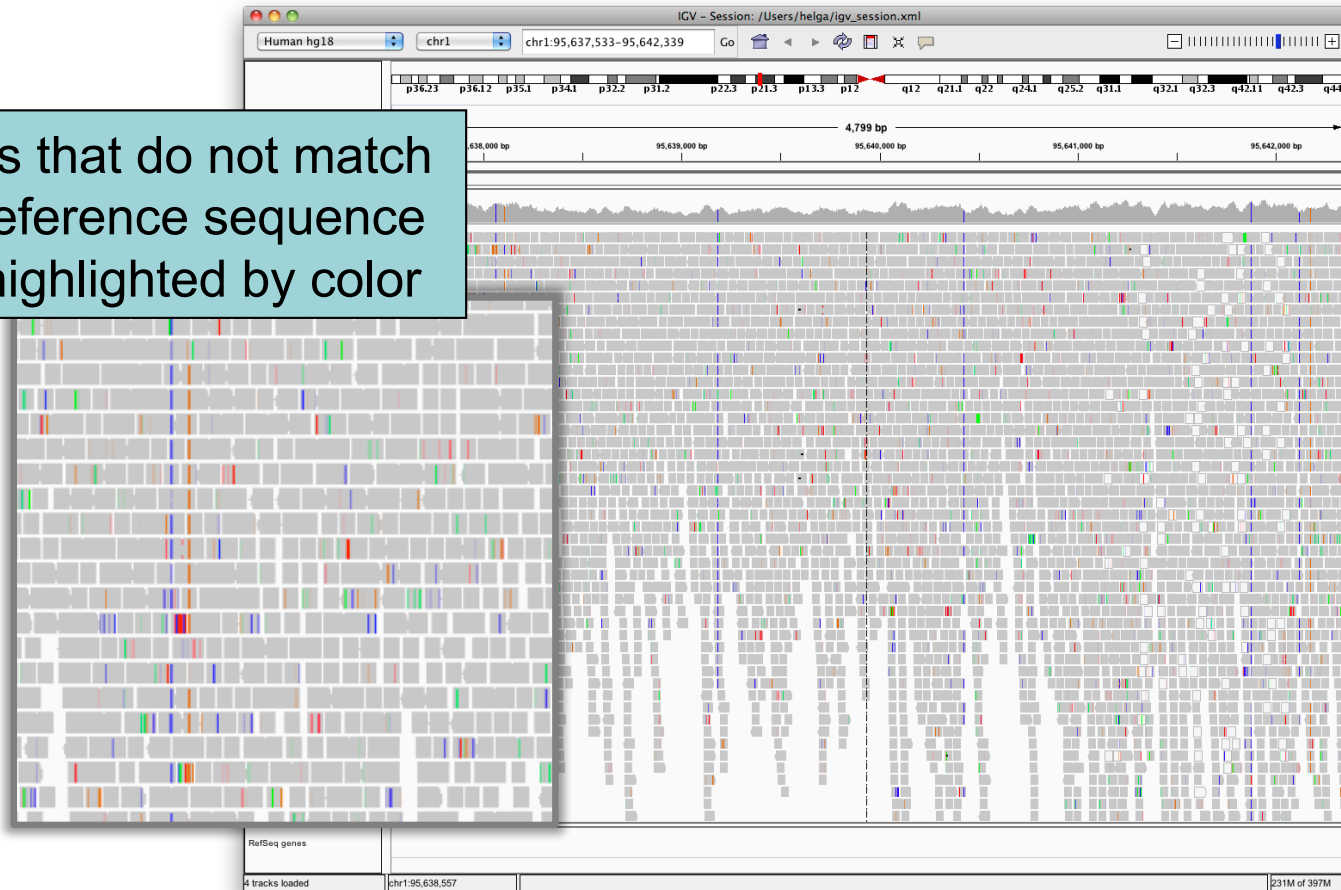 IGV - Session: /Users/helga/igv_session.xml
Human hg18 chr1 chr1:95,637,533-95,642,339 Go
p36.23 p36.12 p35.1 p34.1 p32.2 p31.2 p22.3 p21.3 p13.3 p12 q12 q21.1 q22 q24.1 q25.2 q31.1 q32.1 q32.3 q42.11 q42.3 q44
4,799 bp
,638,000 bp 95,639,000 bp 95,640,000 bp 95,641,000 bp 95,642,000 bp
s that do not match
eference sequence
highlighted by color
RefSeq genes
4 tracks loaded chr1:95,638,557 231M of 397M